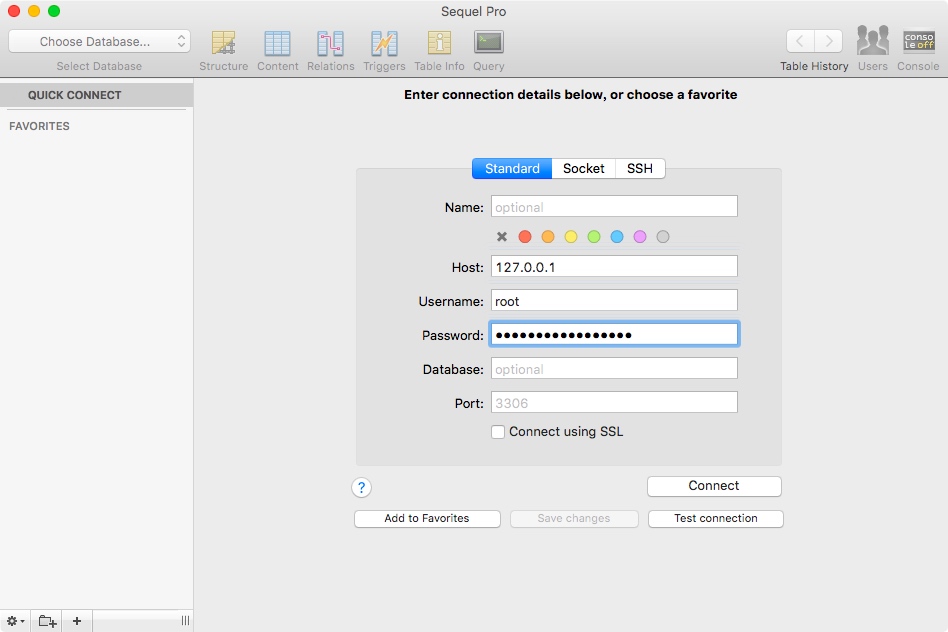 Sequel Pro
Choose Database...
Select Database
Structure
Content
Relations
Triggers
Table Info
Query
Table History
Users
conso
le off
Console
QUICK CONNECT
FAVORITES
Enter connection details below, or choose a favorite
Standard
Socket
SSH
Name: optional
Host: 127.0.0.1
Username: root
Password: •••••••••••••••••
Database: optional
Port: 3306
Connect using SSL
?
Connect
Add to Favorites
Save changes
Test connection